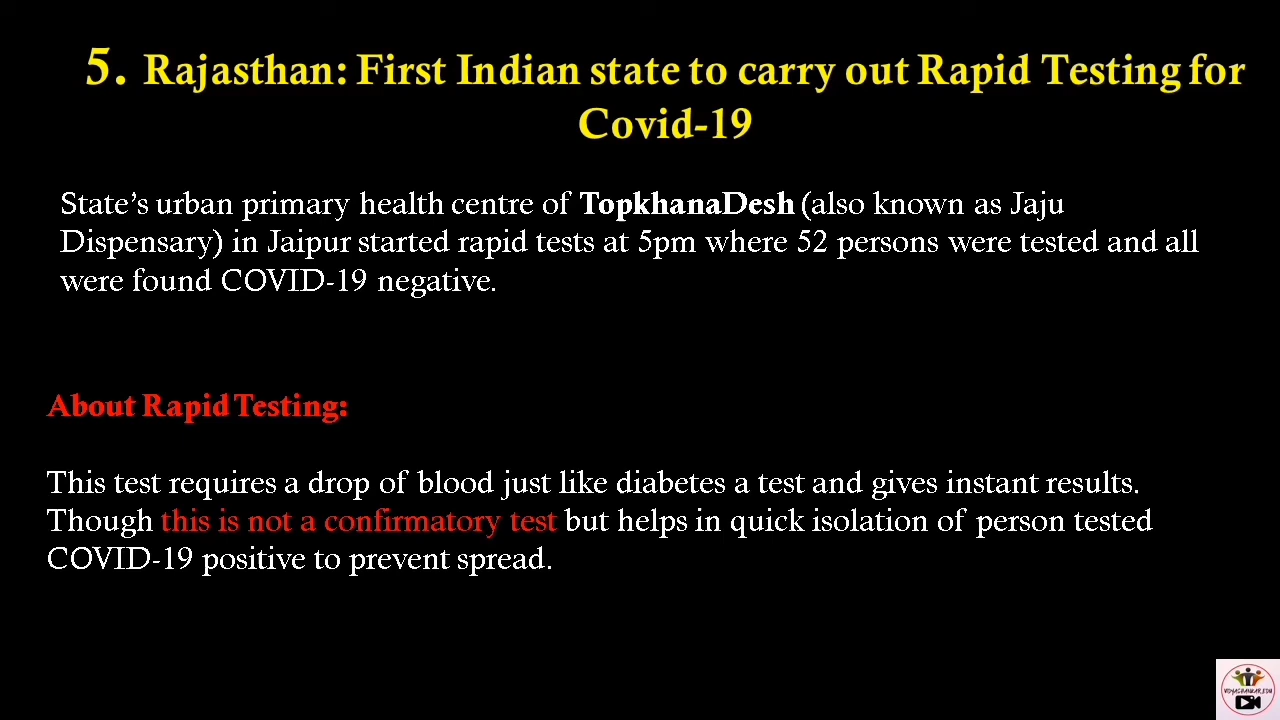 5. Rajasthan: First Indian state to carry out Rapid Testing for
Covid-19
State’s urban primary health centre of TopkhanaDesh (also known as Jaju
Dispensary) in Jaipur started rapid tests at 5pm where 52 persons were tested and all
were found COVID-19 negative.
About Rapid Testing:
This test requires a drop of blood just like diabetes a test and gives instant results.
Though this is not a confirmatory test but helps in quick isolation of person tested
COVID-19 positive to prevent spread.
VIDYASHANKAR.EDU